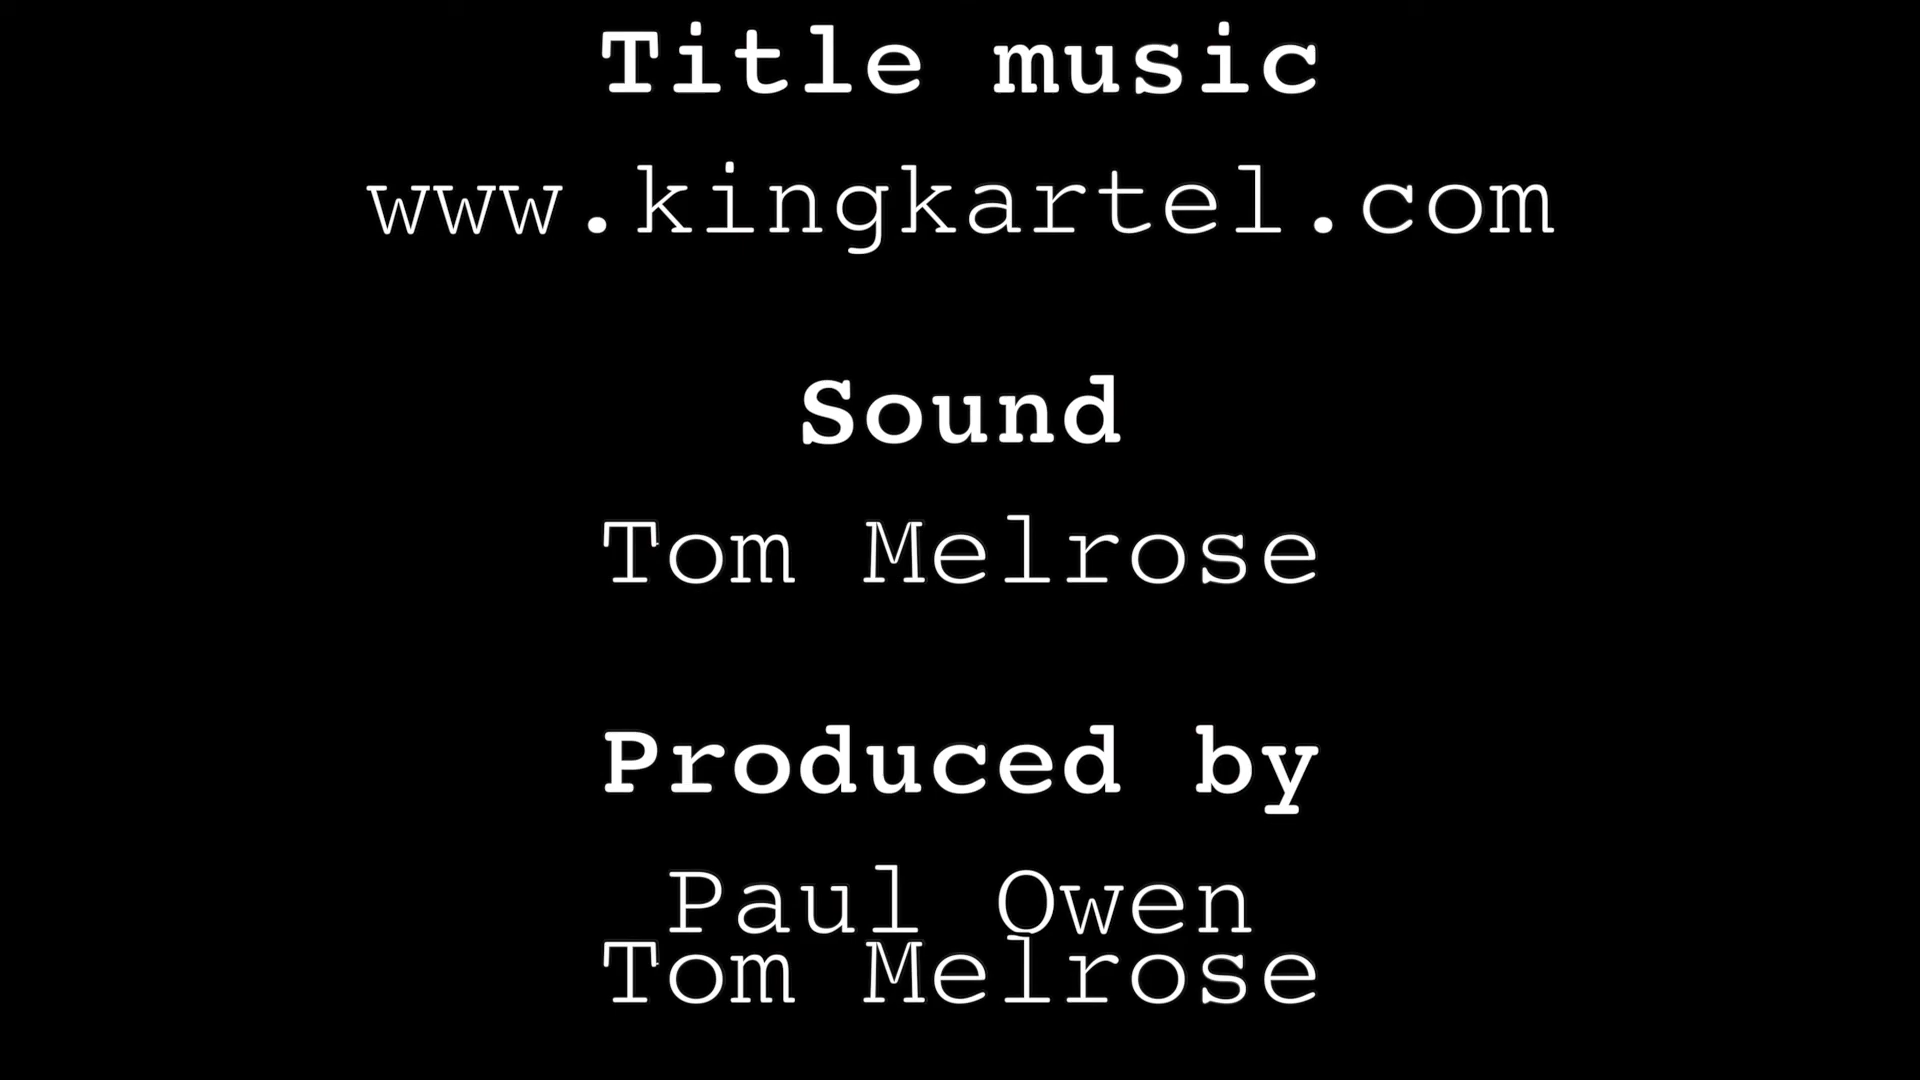 Title music
www.kingkartel.com
Sound
Tom Melrose
Produced by
Paul Owen
Tom Melrose